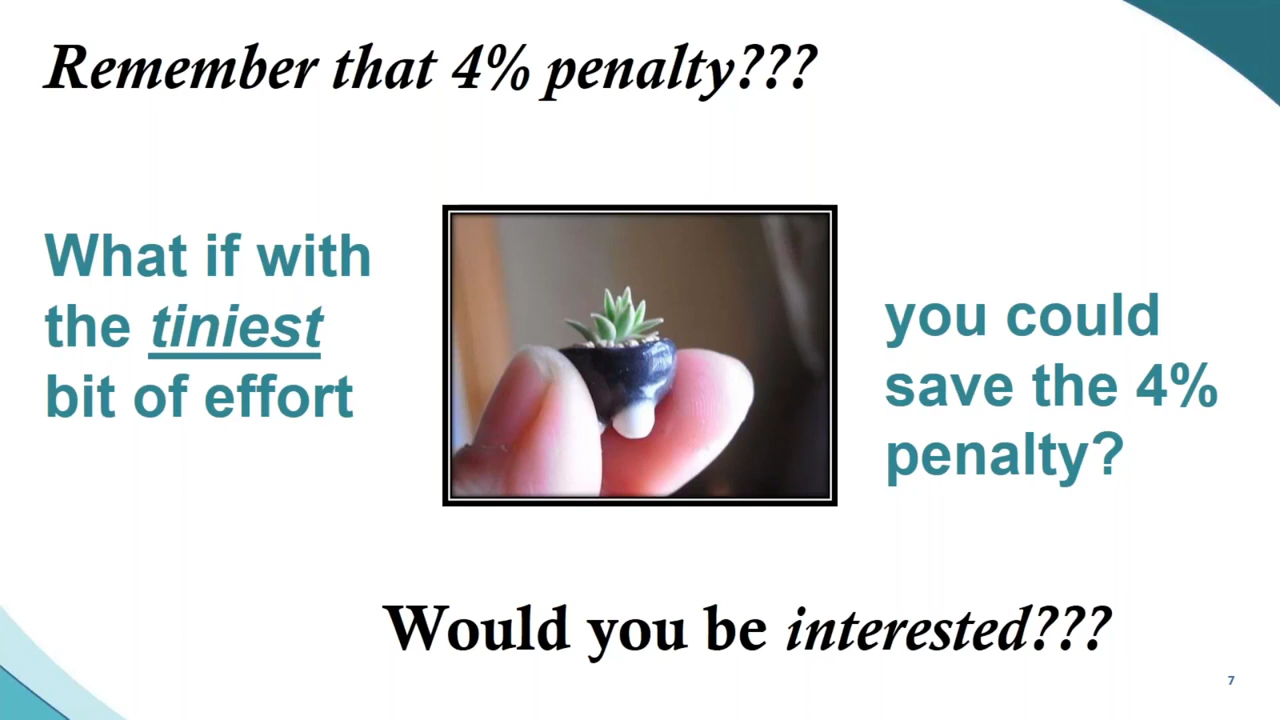 Remember that 4% penalty???
What if with
the tiniest
bit of effort
you could
save the 4%
penalty?
Would you be interested???
7